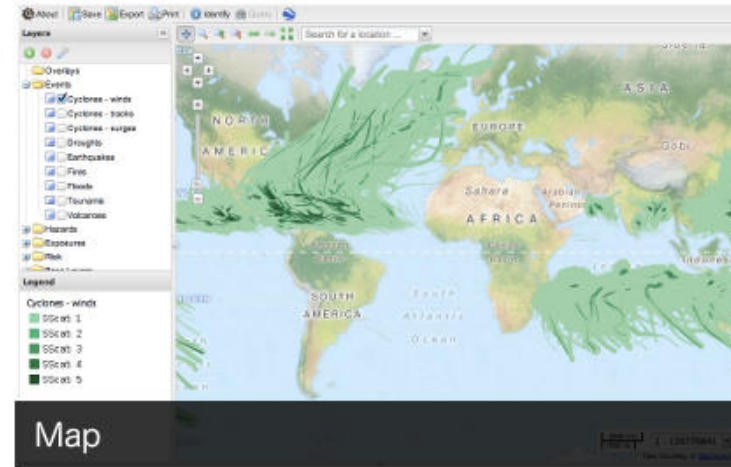 About Save Export Print Identify Query
Layers
Search for a location ...
Overlays
Events
Cyclones - winds
Cyclones - tracks
Cyclones - surges
Droughts
Earthquakes
Fires
Floods
Tsunamis
Volcanoes
Hazards
Exposures
Risk
Legend
Cyclones - winds
SScat: 1
SScat: 2
SScat: 3
SScat: 4
SScat: 5
ASIA
NORTH
AMERIC
EUROPE
Gobi
Sahara
Arabian
AFRICA
SOUTH
AMERICA
South
Atlantic
Ocean
Map